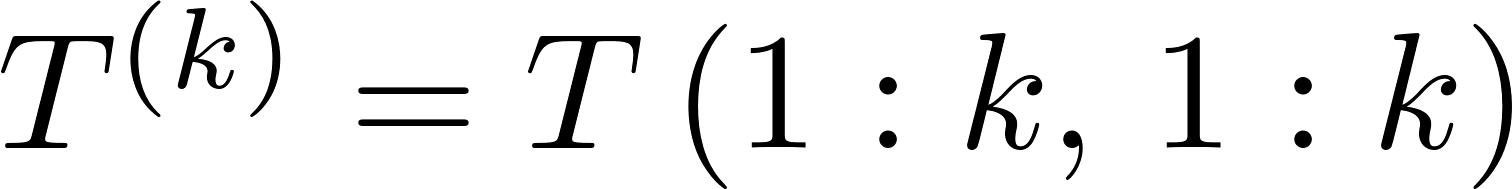 T^{(k)} = T(1 : k, 1 : k)